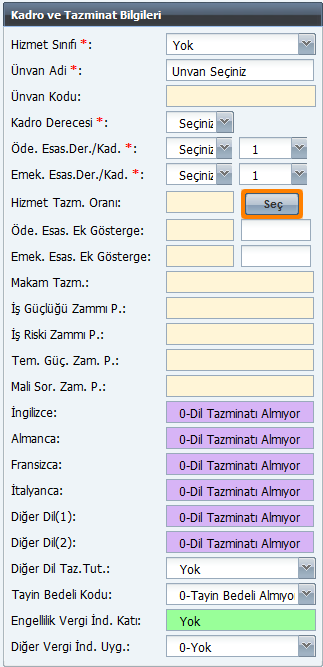 Kadro ve Tazminat Bilgileri
Hizmet Sınıfı *: Yok
Ünvan Adi *: Unvan Seçiniz
Ünvan Kodu:
Kadro Derecesi *: Seçiniz
Öde. Esas.Der./Kad. *: Seçiniz 1
Emek. Esas.Der./Kad. *: Seçiniz 1
Hizmet Tazm. Oranı: Seç
Öde. Esas. Ek Gösterge:
Emek. Esas. Ek Gösterge:
Makam Tazm.:
İş Güçlüğü Zammı P.:
İş Riski Zammı P.:
Tem. Güç. Zam. P.:
Mali Sor. Zam. P.:
İngilizce: 0-Dil Tazminatı Almıyor
Almanca: 0-Dil Tazminatı Almıyor
Fransizca: 0-Dil Tazminatı Almıyor
İtalyanca: 0-Dil Tazminatı Almıyor
Diğer Dil(1): 0-Dil Tazminatı Almıyor
Diğer Dil(2): 0-Dil Tazminatı Almıyor
Diğer Dil Taz.Tut.: Yok
Tayin Bedeli Kodu: 0-Tayin Bedeli Almıyor
Engellilik Vergi İnd. Katı: Yok
Diğer Vergi İnd. Uyg.: 0-Yok